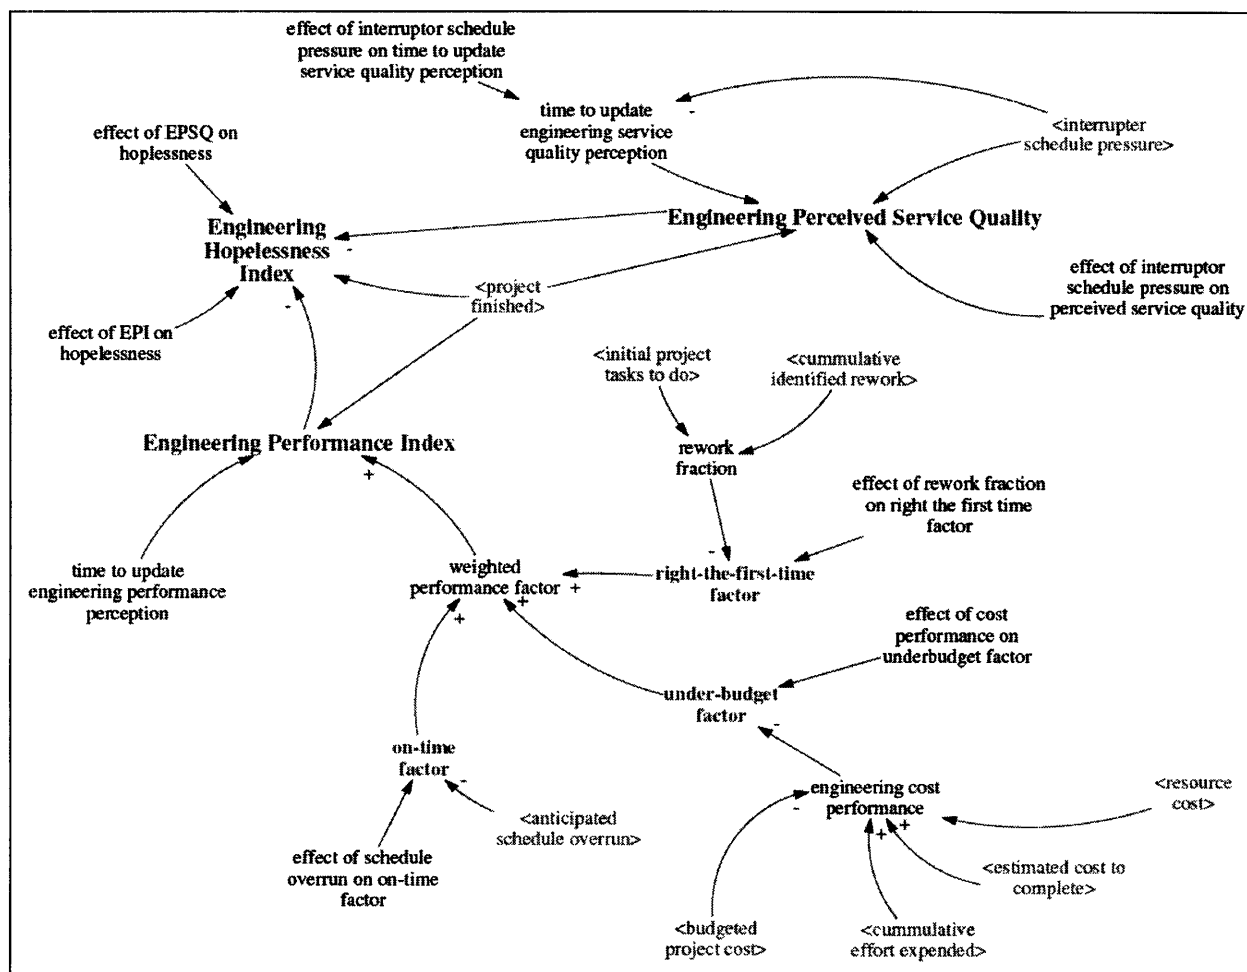 effect of interruptor schedule
pressure on time to update
service quality perception
time to update
engineering service
quality perception
-
<interrupter
schedule pressure>
effect of EPSQ on
hoplessness
Engineering
Hopelessness
Index
-
-
Engineering Perceived Service Quality
effect of interruptor
schedule pressure on
perceived service quality
<project
finished>
effect of EPI on
hopelessness
<initial project
tasks to do>
<cummulative
identified rework>
Engineering Performance Index
+
rework
fraction
effect of rework fraction
on right the first time
factor
time to update
engineering performance
perception
weighted
performance factor
+
+
+
-
right-the-first-time
factor
effect of cost
performance on
underbudget factor
under-budget
factor
-
on-time
factor
-
<anticipated
schedule overrun>
effect of schedule
overrun on on-time
factor
engineering cost
performance
-
+
+
<resource
cost>
<estimated cost to
complete>
<budgeted
project cost>
<cummulative
effort expended>